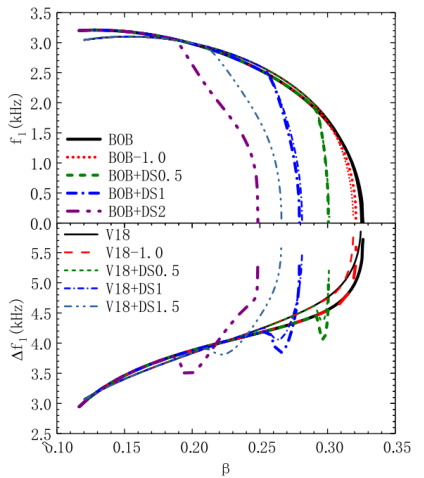 3.5
3.0
2.5
2.0
1.5
1.0
0.5
0.0
f₁(kHz)
BOB
BOB-1.0
BOB+DS0.5
BOB+DS1
BOB+DS2
5.5
5.0
4.5
4.0
3.5
3.0
2.5
Δf₁(kHz)
V18
V18-1.0
V18+DS0.5
V18+DS1
V18+DS1.5
0.10 0.15 0.20 0.25 0.30 0.35
β